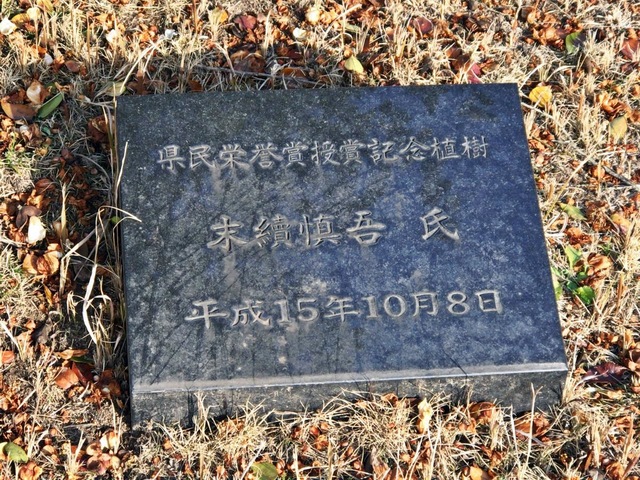 県民栄誉賞授賞記念植樹
末續慎吾 氏
平成15年10月8日